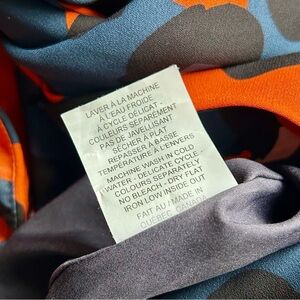 LAVER À LA MACHINE
À L'EAU FROIDE
À CYCLE DÉLICAT -
COULEURS SÉPAREMENT
PAS DE JAVELLISANT
SÉCHER À PLAT
REPASSER À BASSE
TEMPÉRATURE À L'ENVERS
MACHINE WASH IN COLD
WATER - DELICATE CYCLE -
COLOURS SEPARATELY
NO BLEACH - DRY FLAT
IRON LOW INSIDE OUT
FAIT AU / MADE IN
QUÉBEC, CANADA